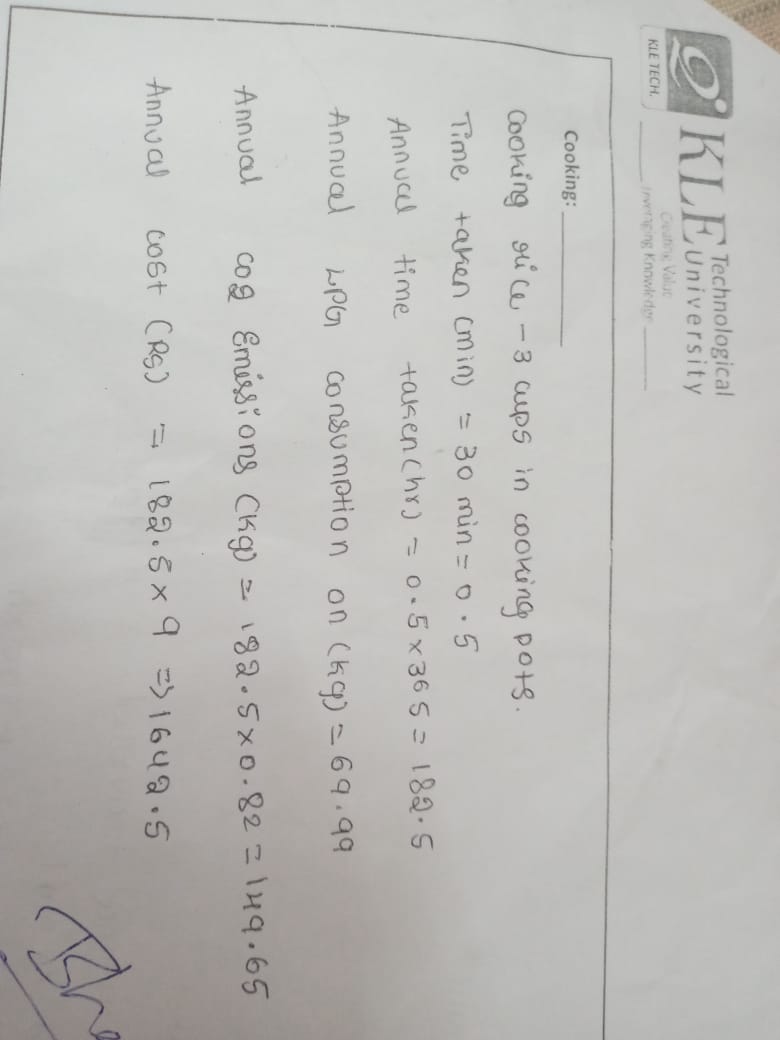 KLE Technological University
Creating Value
Leveraging Knowledge
KLE TECH.
Cooking:
Cooking rice - 3 cups in cooking pots.
Time taken (min) = 30 min = 0.5
Annual time taken (hr) = 0.5 x 365 = 182.5
Annual LPG consumption on (kg) = 69.99
Annual co2 Emissions (kg) = 182.5 x 0.82 = 149.65
Annual cost (RS) = 182.5 x 9 => 1642.5